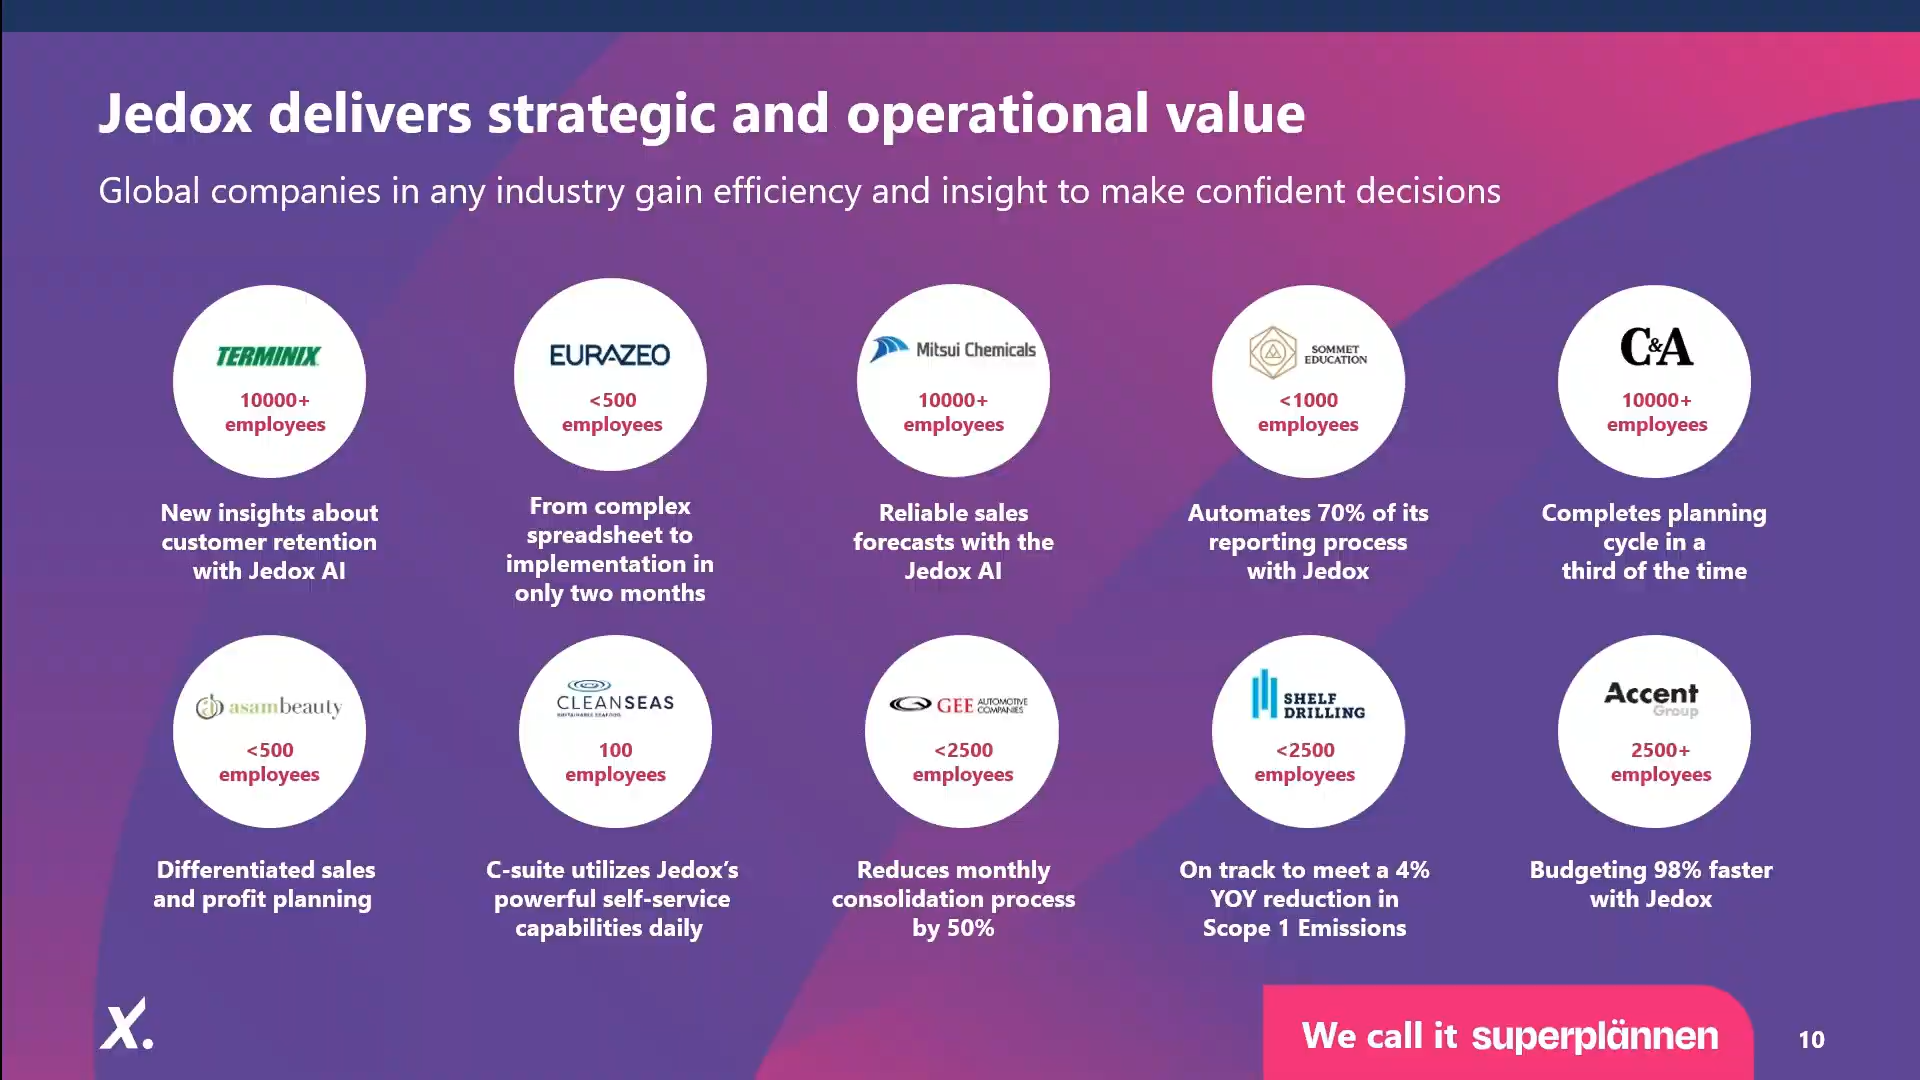 Jedox delivers strategic and operational value
Global companies in any industry gain efficiency and insight to make confident decisions
TERMINIX
10000+
employees
New insights about
customer retention
with Jedox AI
EURAZEO
<500
employees
From complex
spreadsheet to
implementation in
only two months
Mitsui Chemicals
10000+
employees
Reliable sales
forecasts with the
Jedox AI
SOMMET
EDUCATION
<1000
employees
Automates 70% of its
reporting process
with Jedox
C&A
10000+
employees
Completes planning
cycle in a
third of the time
asambeauty
<500
employees
Differentiated sales
and profit planning
CLEANSEAS
SUSTAINABLE SEAFOOD
100
employees
C-suite utilizes Jedox’s
powerful self-service
capabilities daily
GEE AUTOMOTIVE
COMPANIES
<2500
employees
Reduces monthly
consolidation process
by 50%
SHELF
DRILLING
<2500
employees
On track to meet a 4%
YOY reduction in
Scope 1 Emissions
Accent
Group
2500+
employees
Budgeting 98% faster
with Jedox
X.
We call it superplännen
10